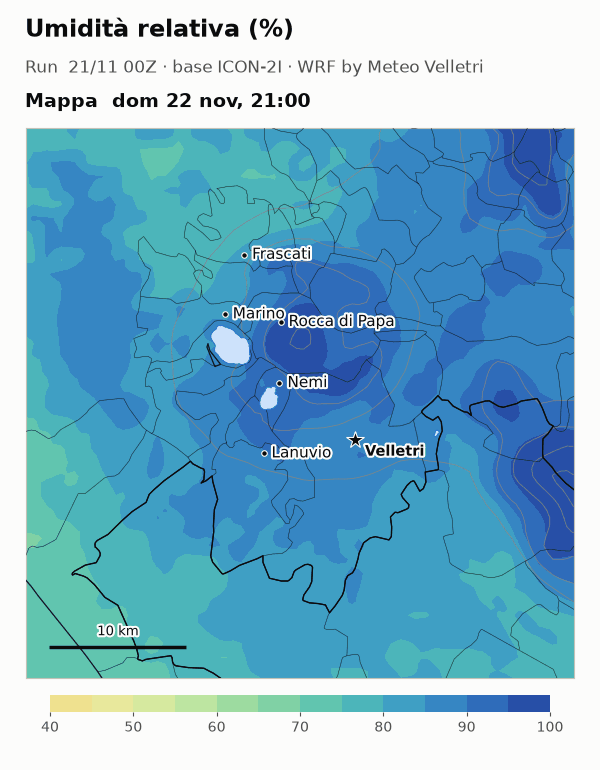 Umidità relativa (%)
Run  21/11 00Z · base ICON-2I · WRF by Meteo Velletri
Mappa  dom 22 nov, 21:00
Frascati
Marino
Rocca di Papa
Nemi
Velletri
Lanuvio
10 km
40 50 60 70 80 90 100